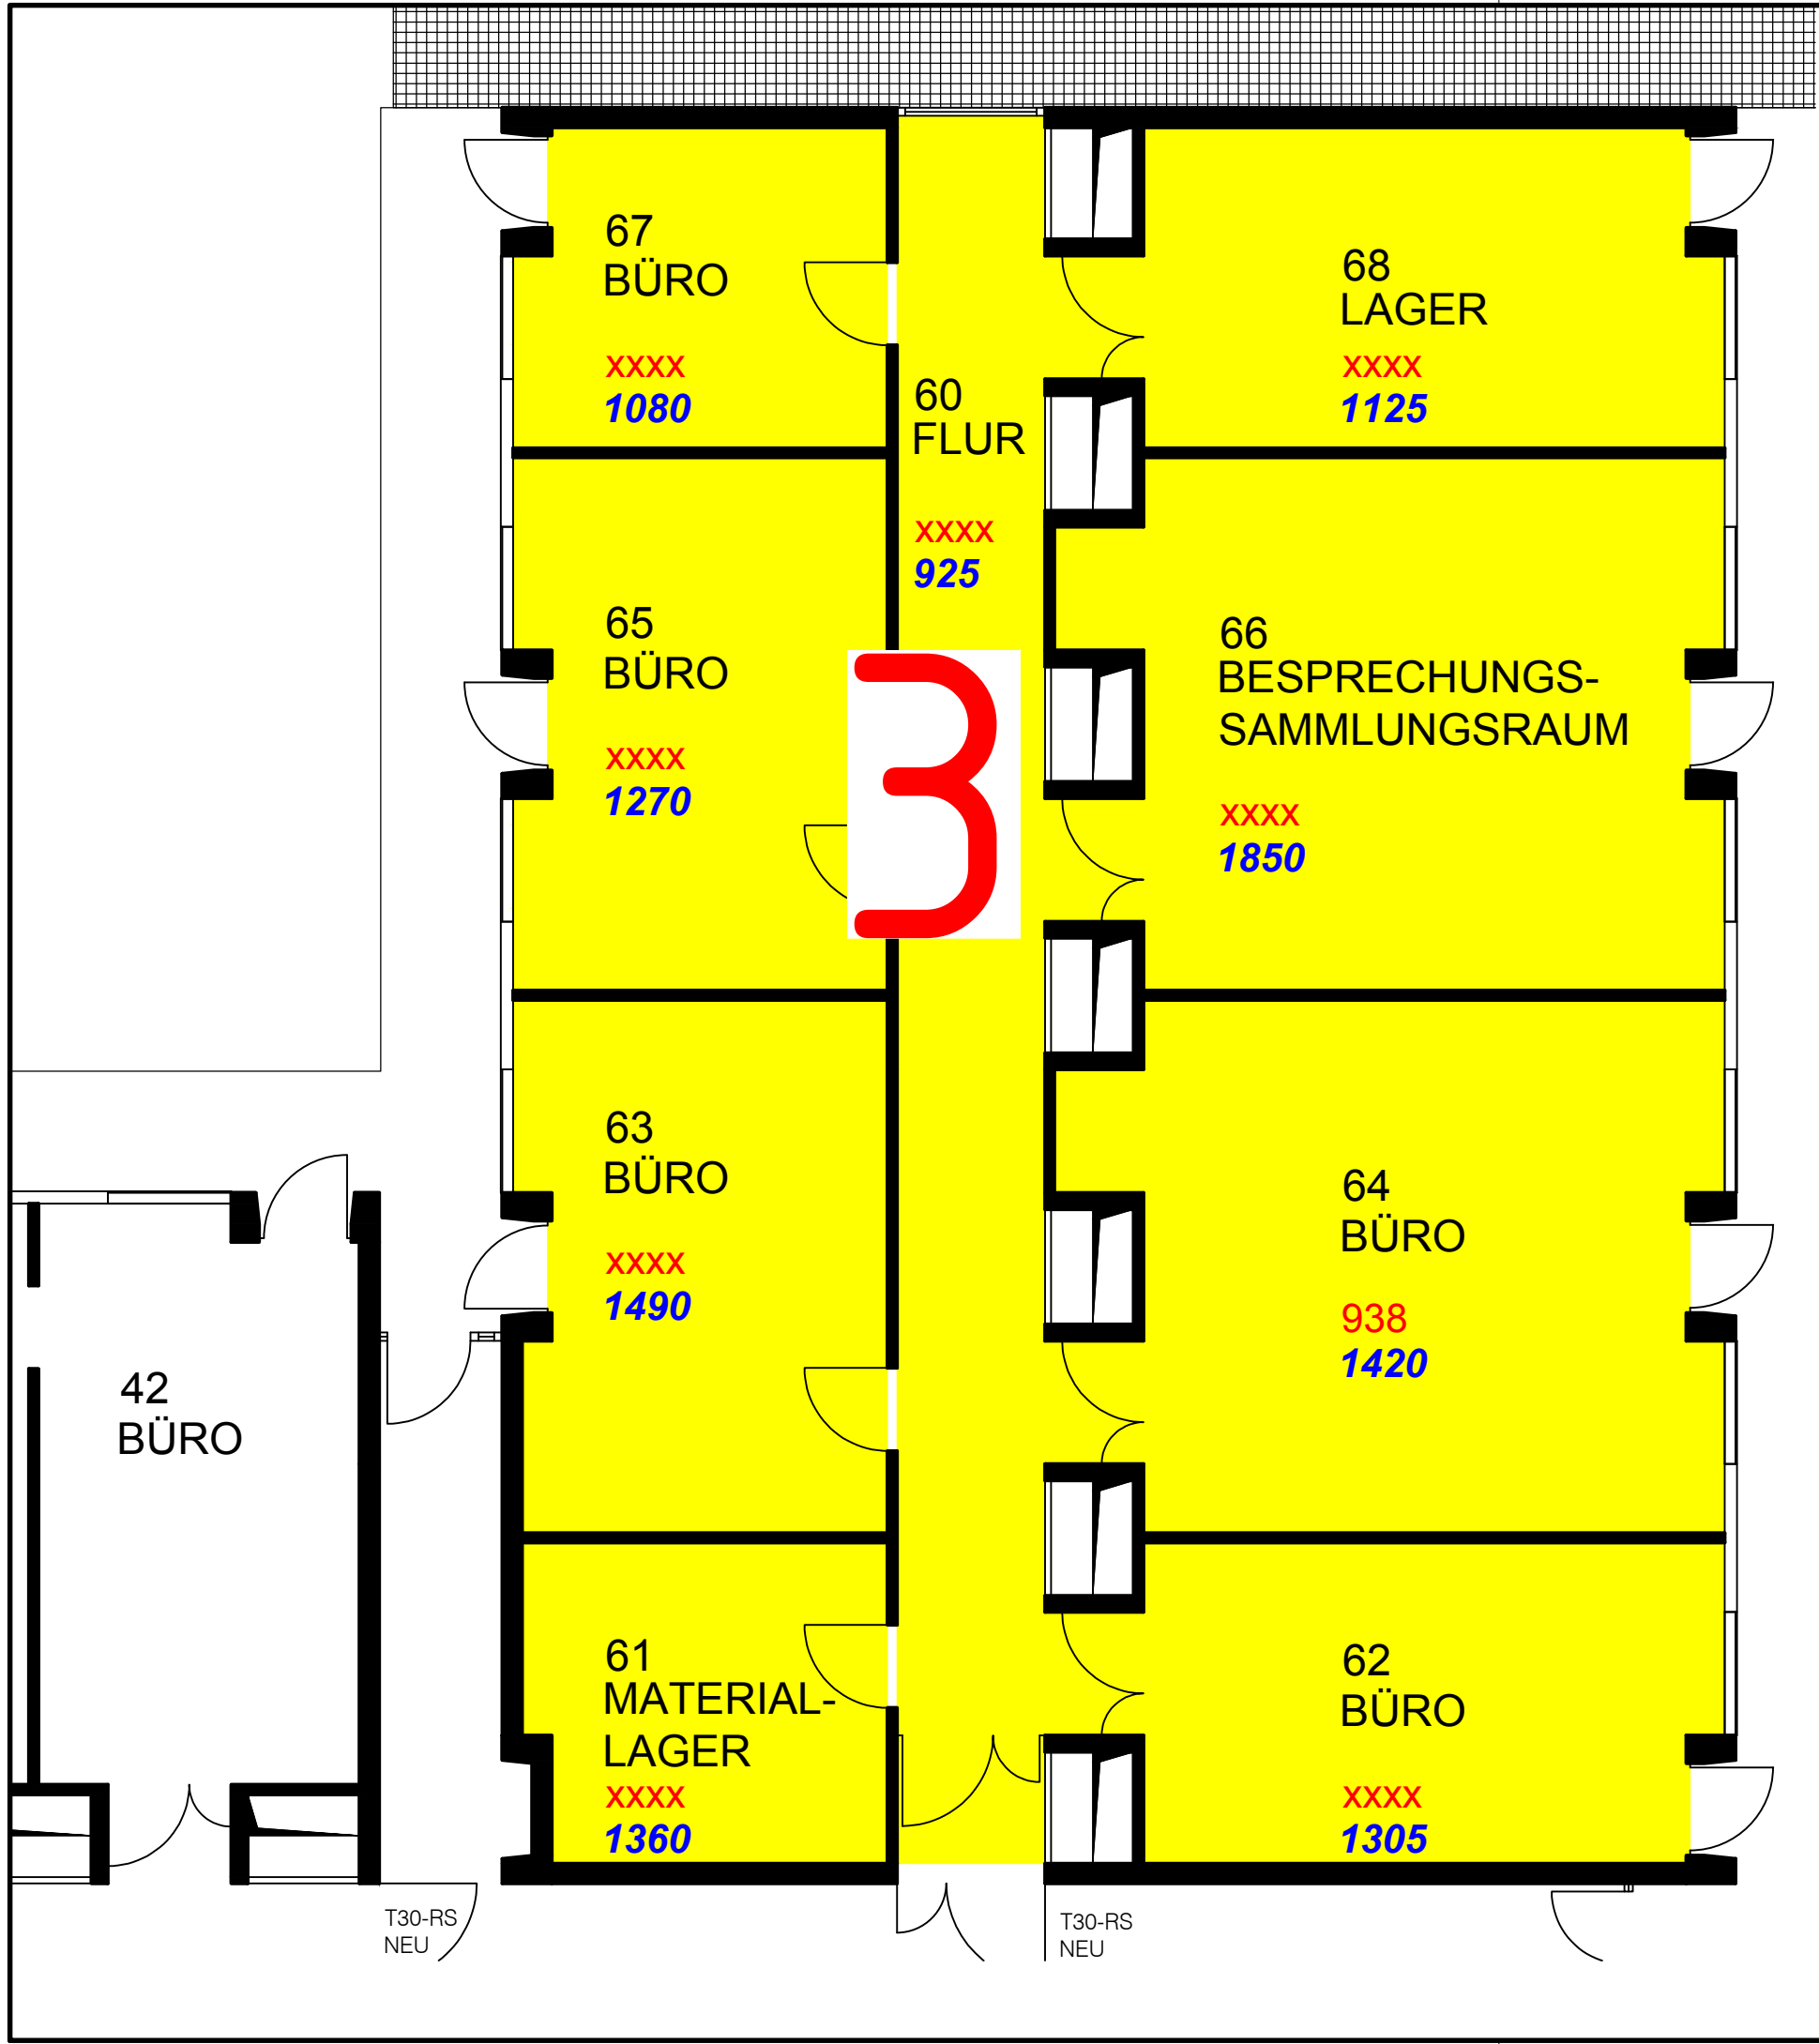 67
BÜRO
xxxx
1080
68
LAGER
xxxx
1125
60
FLUR
xxxx
925
65
BÜRO
xxxx
1270
3
66
BESPRECHUNGS-
SAMMLUNGSRAUM
xxxx
1850
63
BÜRO
xxxx
1490
64
BÜRO
938
1420
42
BÜRO
61
MATERIAL-
LAGER
xxxx
1360
62
BÜRO
xxxx
1305
T30-RS
NEU
T30-RS
NEU